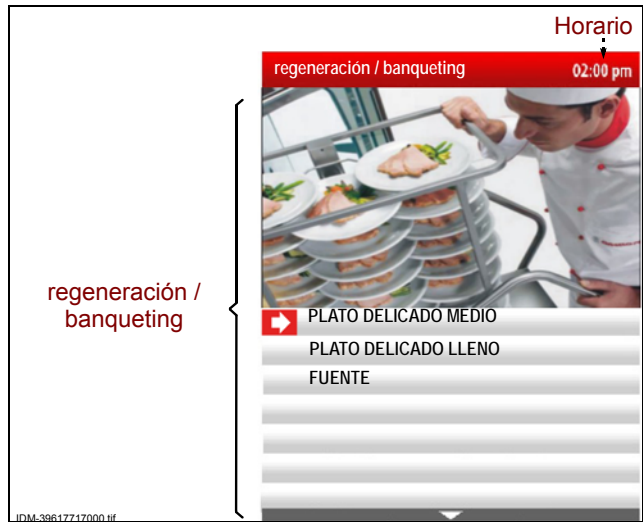 Horario
regeneración / banqueting 02:00 pm
regeneración /
banqueting
PLATO DELICADO MEDIO
PLATO DELICADO LLENO
FUENTE
IDM-39617717000.tif